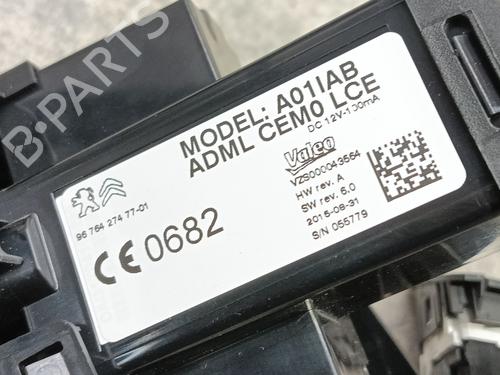 MODEL: A01IAB
ADML CEM0 LCE
DC 12V-100mA
Valeo
VZS000043564
HW rev. A
SW rev. 6.0
2015-08-31
S/N 055779
96 764 274 77-01
CE 0682
B-PARTS